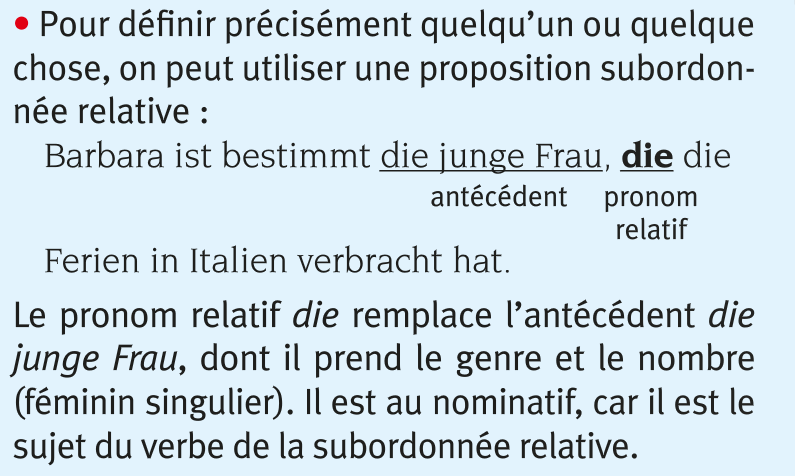 • Pour définir précisément quelqu’un ou quelque
chose, on peut utiliser une proposition subordon-
née relative :
Barbara ist bestimmt die junge Frau, die die
antécédent pronom
relatif
Ferien in Italien verbracht hat.
Le pronom relatif die remplace l’antécédent die
junge Frau, dont il prend le genre et le nombre
(féminin singulier). Il est au nominatif, car il est le
sujet du verbe de la subordonnée relative.